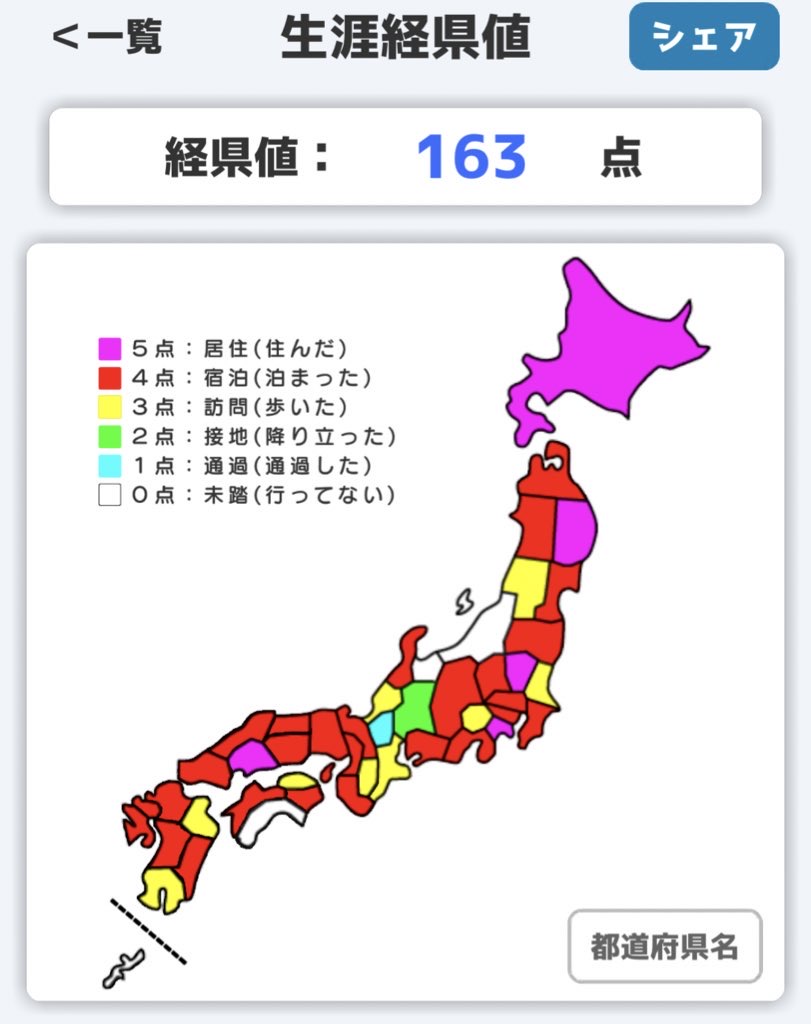 <一覧
生涯経県値
シェア
経県値： 163 点
５点：居住(住んだ)
４点：宿泊(泊まった)
３点：訪問(歩いた)
２点：接地(降り立った)
１点：通過(通過した)
０点：未踏(行ってない)
都道府県名